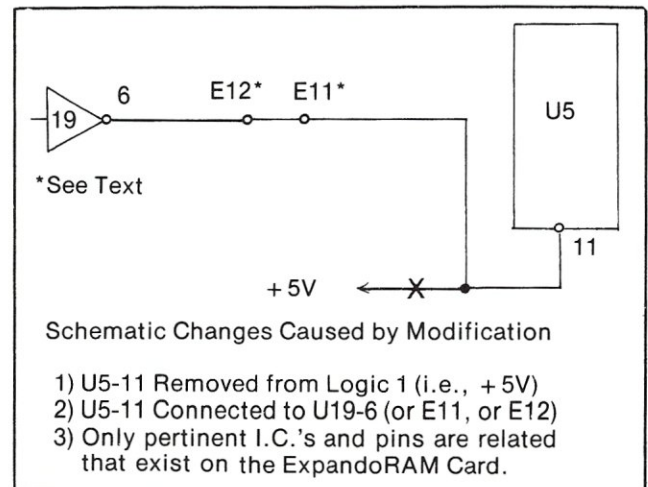 6 E12* E11*
19
U5
*See Text
11
+5V
Schematic Changes Caused by Modification
1) U5-11 Removed from Logic 1 (i.e., +5V)
2) U5-11 Connected to U19-6 (or E11, or E12)
3) Only pertinent I.C.'s and pins are related
that exist on the ExpandoRAM Card.